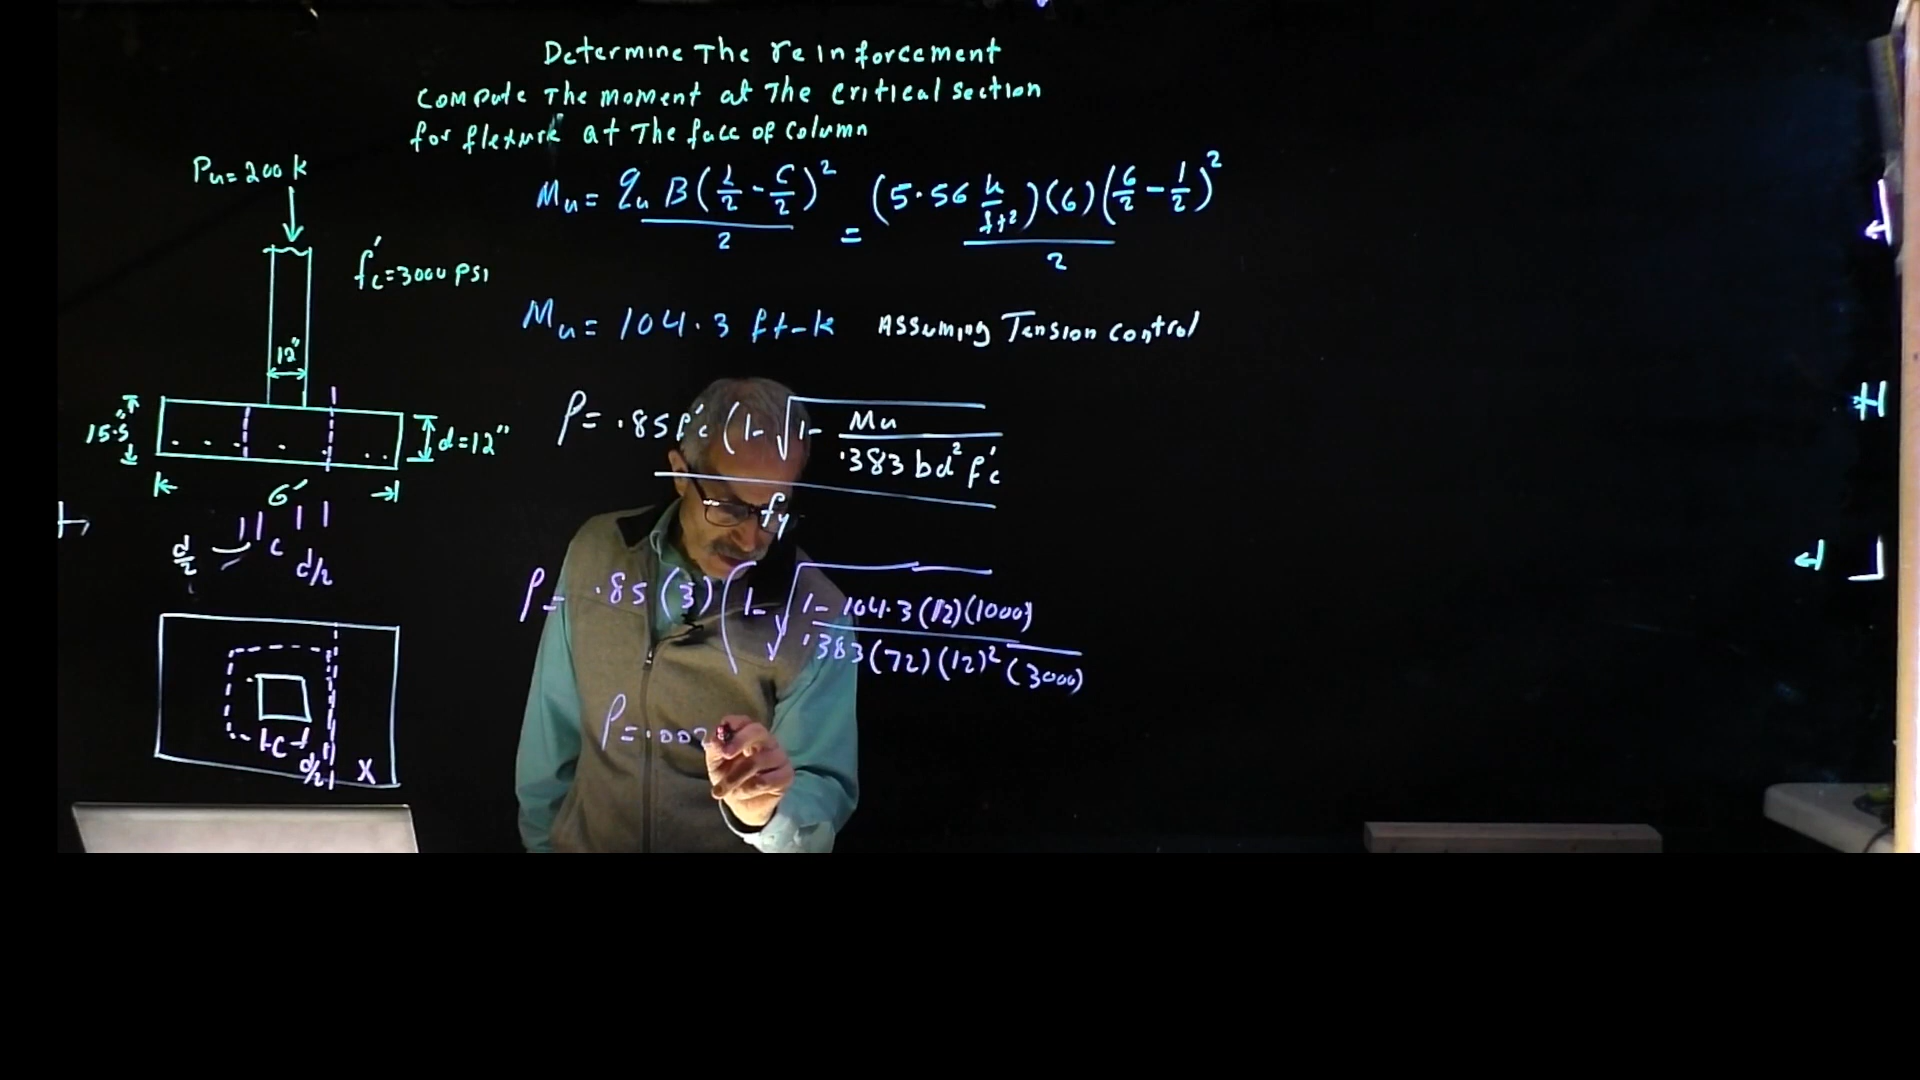 Determine The reinforcement
Compute The moment at The critical section
for flexure at The face of column
Pu = 200 k
Mu = qu B (L/2 - C/2)² / 2 = (5.56 k/ft²)(6)(6/2 - 1/2)² / 2
f'c = 3000 PSI
Mu = 104.3 ft-k Assuming Tension control
12"
15.5"
d = 12"
6'
ρ = .85 f'c (1 - √1 - Mu / .383 bd² f'c / fy
d/2
c
d/2
ρ = .85 (3) (1 - √1 - 104.3 (12)(1000) / .383 (72)(12)² (3000)
ρ = .00
C
d/2
X